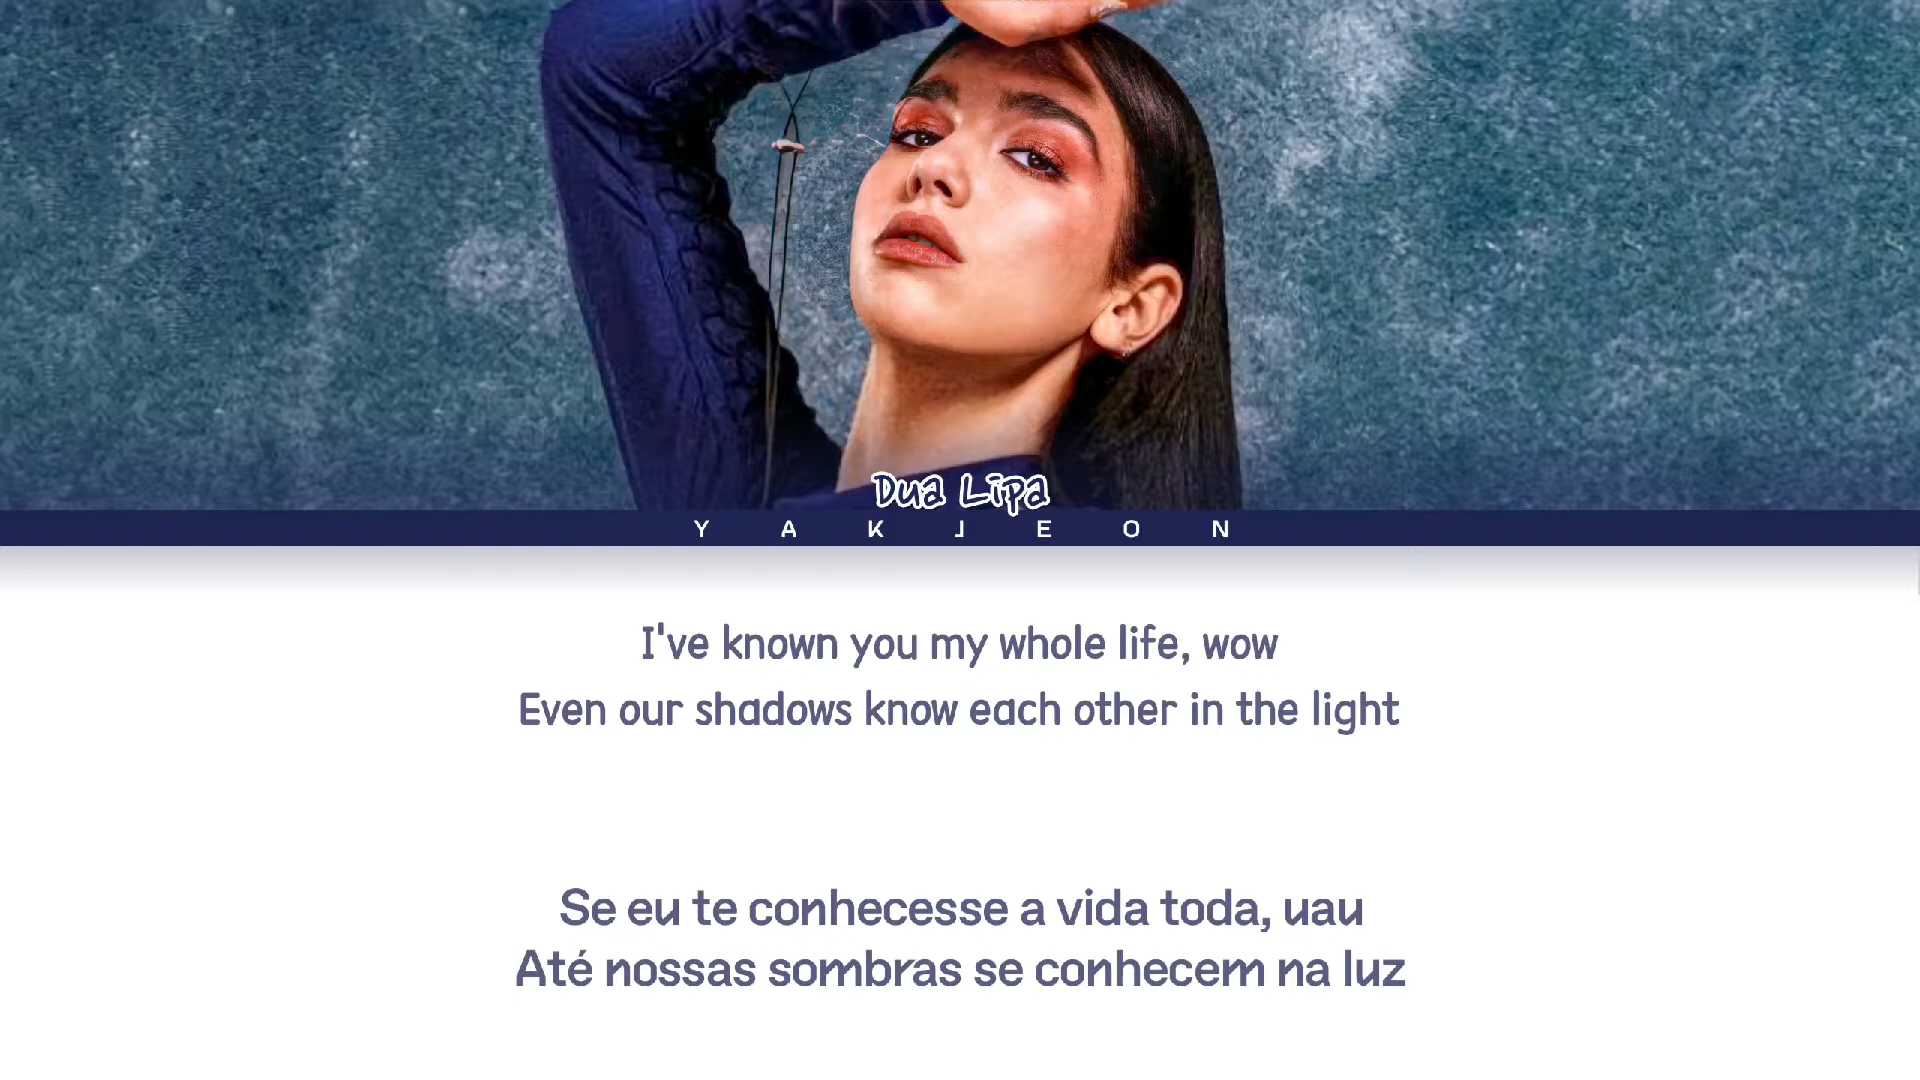 Dua Lipa
Y A K J E O N
I've known you my whole life, wow
Even our shadows know each other in the light
Se eu te conhecesse a vida toda, uau
Até nossas sombras se conhecem na luz